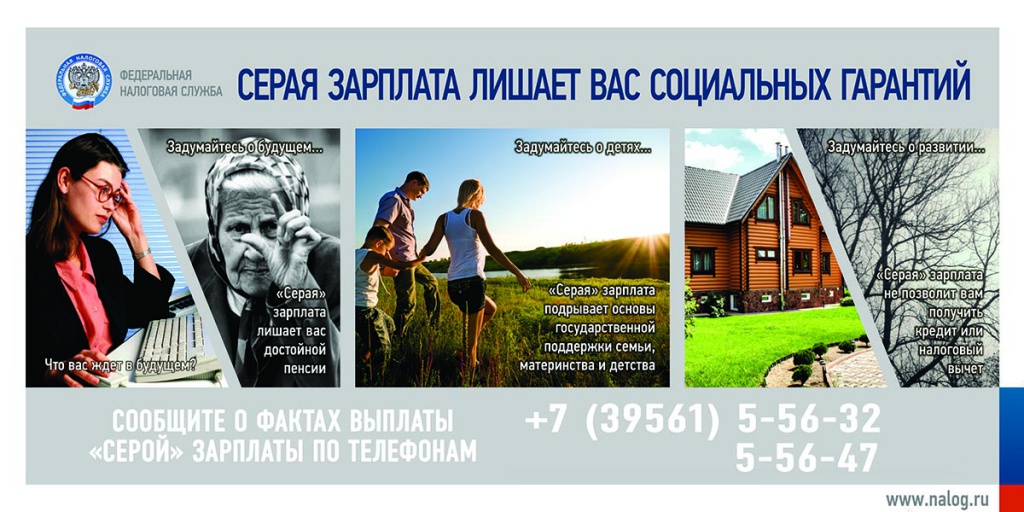 ФЕДЕРАЛЬНАЯ НАЛОГОВАЯ СЛУЖБА
ФЕДЕРАЛЬНАЯ
НАЛОГОВАЯ СЛУЖБА
СЕРАЯ ЗАРПЛАТА ЛИШАЕТ ВАС СОЦИАЛЬНЫХ ГАРАНТИЙ
Задумайтесь о будущем...
«Серая»
зарплата
лишает вас
достойной
пенсии
Что вас ждет в будущем?
Задумайтесь о детях...
«Серая» зарплата
подрывает основы
государственной
поддержки семьи,
материнства и детства
Задумайтесь о развитии...
«Серая» зарплата
не позволит вам
получить
кредит или
налоговый
вычет
СООБЩИТЕ О ФАКТАХ ВЫПЛАТЫ
«СЕРОЙ» ЗАРПЛАТЫ ПО ТЕЛЕФОНАМ
+7 (39561) 5-56-32
5-56-47
www.nalog.ru